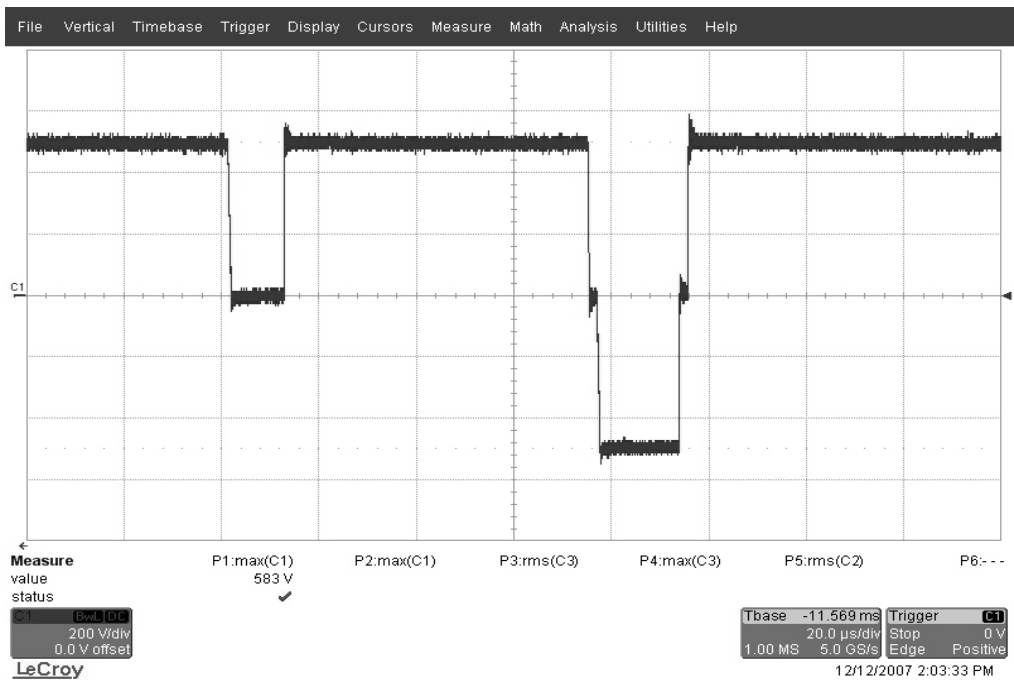 File Vertical Timebase Trigger Display Cursors Measure Math Analysis Utilities Help
C1
Measure P1:max(C1) P2:max(C1) P3:rms(C3) P4:max(C3) P5:rms(C2) P6:- - -
value 583 V
status
C1 BwL DC
200 V/div
0.0 V offset
Tbase -11.569 ms
20.0 µs/div
1.00 MS 5.0 GS/s
Trigger C1
Stop 0 V
Edge Positive
LeCroy
12/12/2007 2:03:33 PM